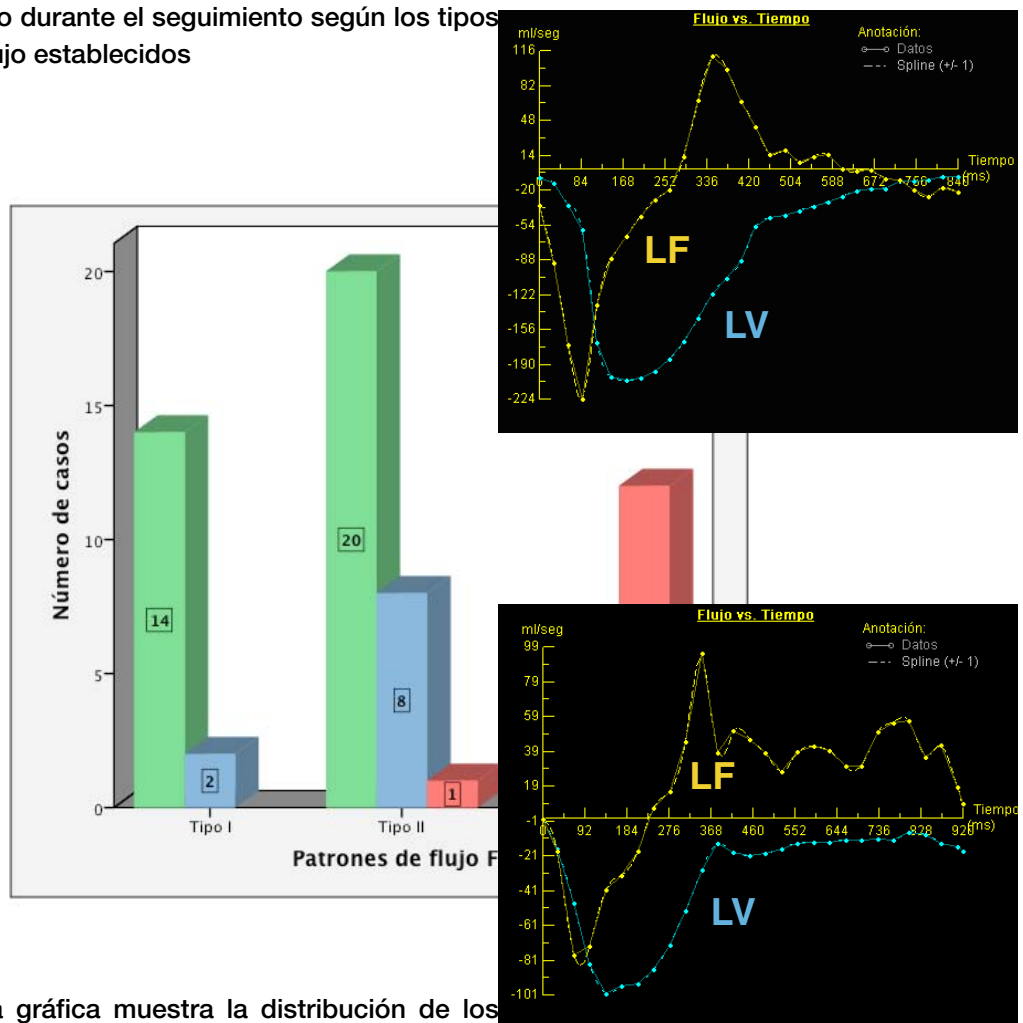 o durante el seguimiento según los tipos
jo establecidos
20
15
10
5
0
Número de casos
14
2
20
8
1
Tipo I
Tipo II
Patrones de flujo F
Flujo vs. Tiempo
ml/seg
Anotación:
Datos
Spline (+/- 1)
116
82
48
14
-20
-54
-88
-122
-156
-190
-224
0 84 168 252 336 420 504 588 672 756 840
Tiempo
(ms)
LF
LV
Flujo vs. Tiempo
ml/seg
Anotación:
Datos
Spline (+/- 1)
99
79
59
39
19
-1
-21
-41
-61
-81
-101
0 92 184 276 368 460 552 644 736 828 920
Tiempo
(ms)
LF
LV
a gráfica muestra la distribución de los